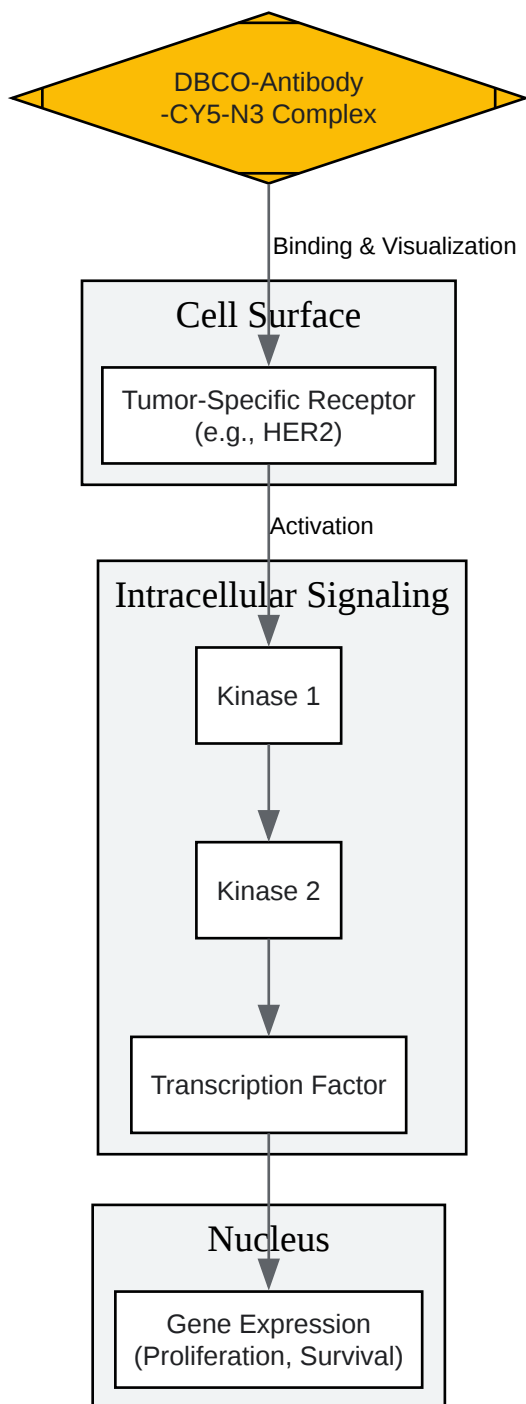 DBCO-Antibody
-CY5-N3 Complex
Binding & Visualization
Cell Surface
Tumor-Specific Receptor
(e.g., HER2)
Activation
Intracellular Signaling
Kinase 1
Kinase 2
Transcription Factor
Nucleus
Gene Expression
(Proliferation, Survival)